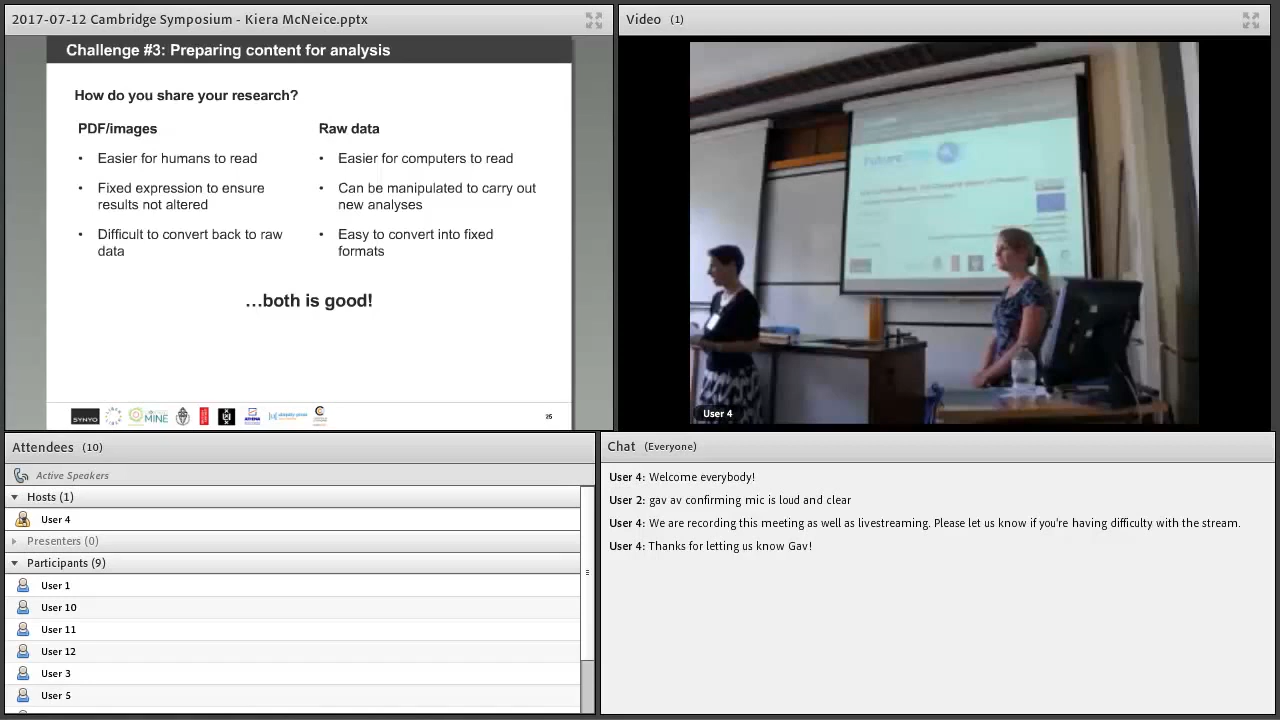 2017-07-12 Cambridge Symposium - Kiera McNeice.pptx
Challenge #3: Preparing content for analysis
How do you share your research?
PDF/images
• Easier for humans to read
• Fixed expression to ensure
results not altered
• Difficult to convert back to raw
data
Raw data
• Easier for computers to read
• Can be manipulated to carry out
new analyses
• Easy to convert into fixed
formats
…both is good!
SYNYO
MINE
ATHENA
ubiquity press
25
Video (1)
Future
User 4
Attendees (10)
Active Speakers
Hosts (1)
User 4
Presenters (0)
Participants (9)
User 1
User 10
User 11
User 12
User 3
User 5
Chat (Everyone)
User 4: Welcome everybody!
User 2: gav av confirming mic is loud and clear
User 4: We are recording this meeting as well as livestreaming. Please let us know if you're having difficulty with the stream.
User 4: Thanks for letting us know Gav!